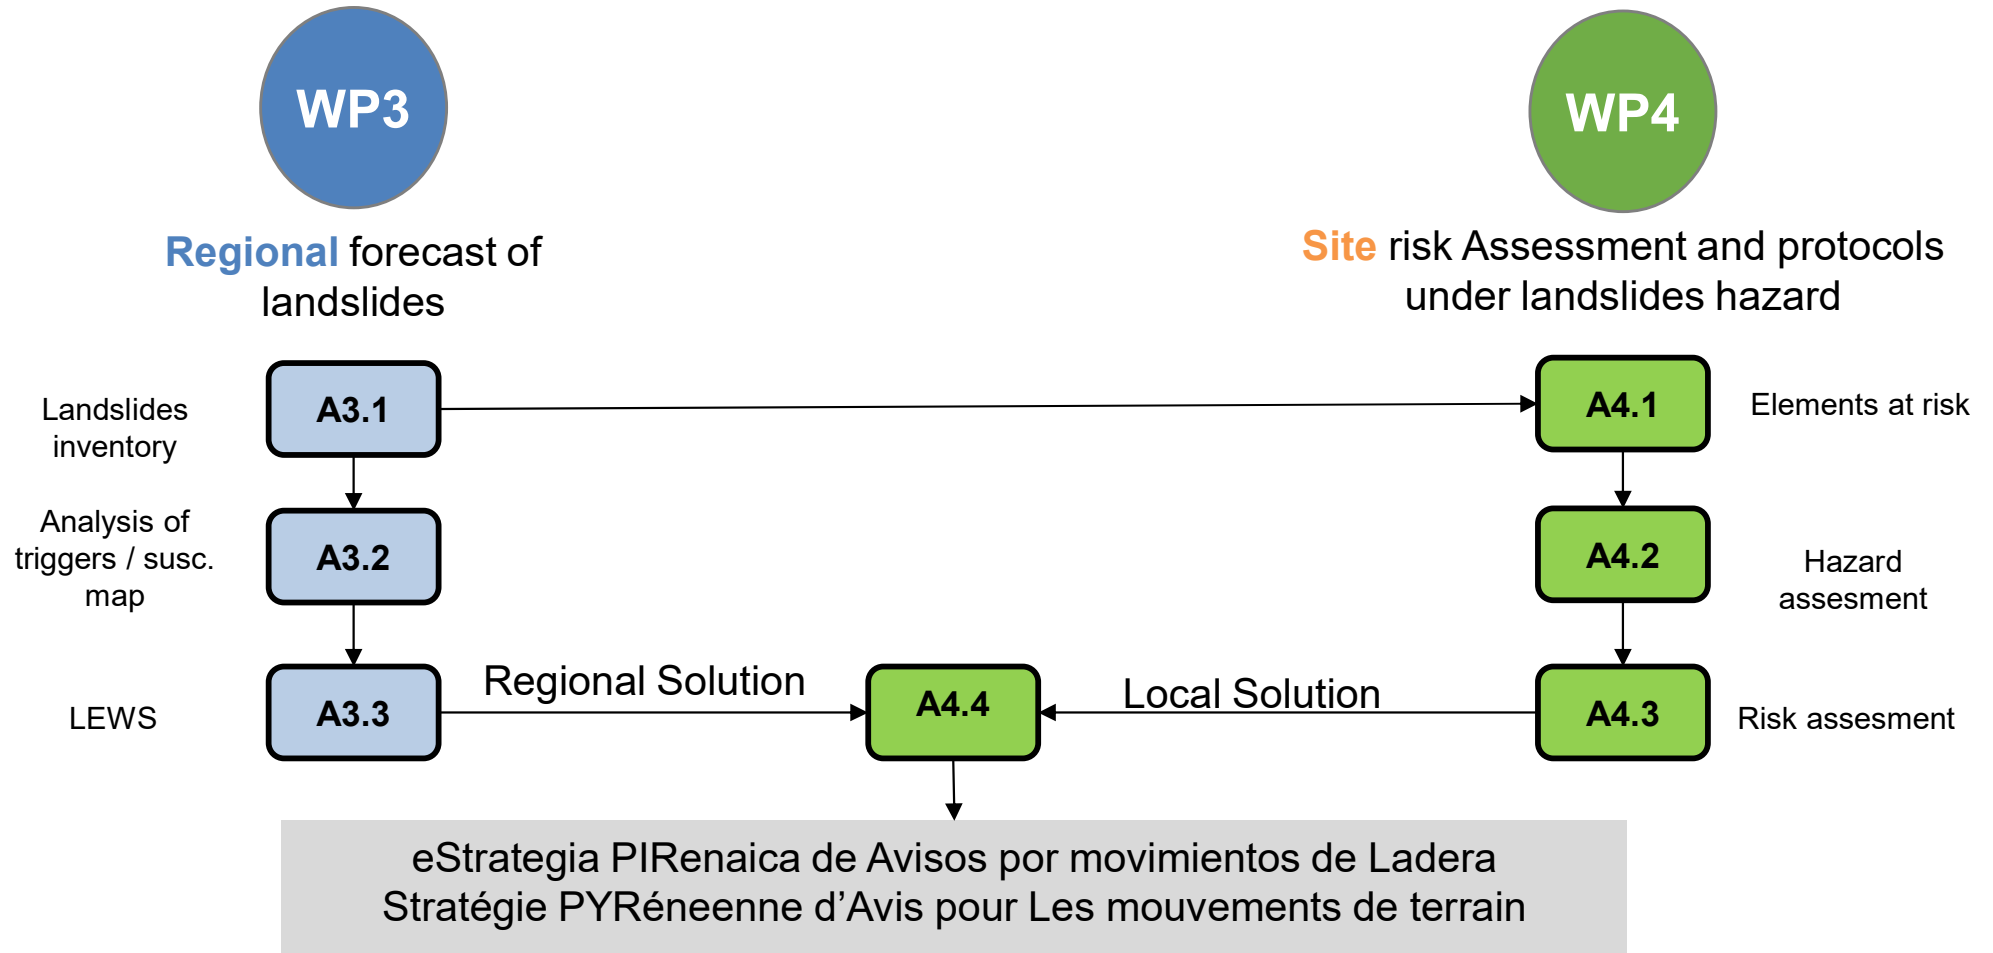 WP3
WP4
Regional forecast of
landslides
Site risk Assessment and protocols
under landslides hazard
Landslides
inventory
A3.1
A4.1
Elements at risk
Analysis of
triggers / susc.
map
A3.2
A4.2
Hazard
assesment
LEWS
A3.3
Regional Solution
A4.4
Local Solution
A4.3
Risk assesment
eStrategia PIRenaica de Avisos por movimientos de Ladera
Stratégie PYRéneenne d’Avis pour Les mouvements de terrain